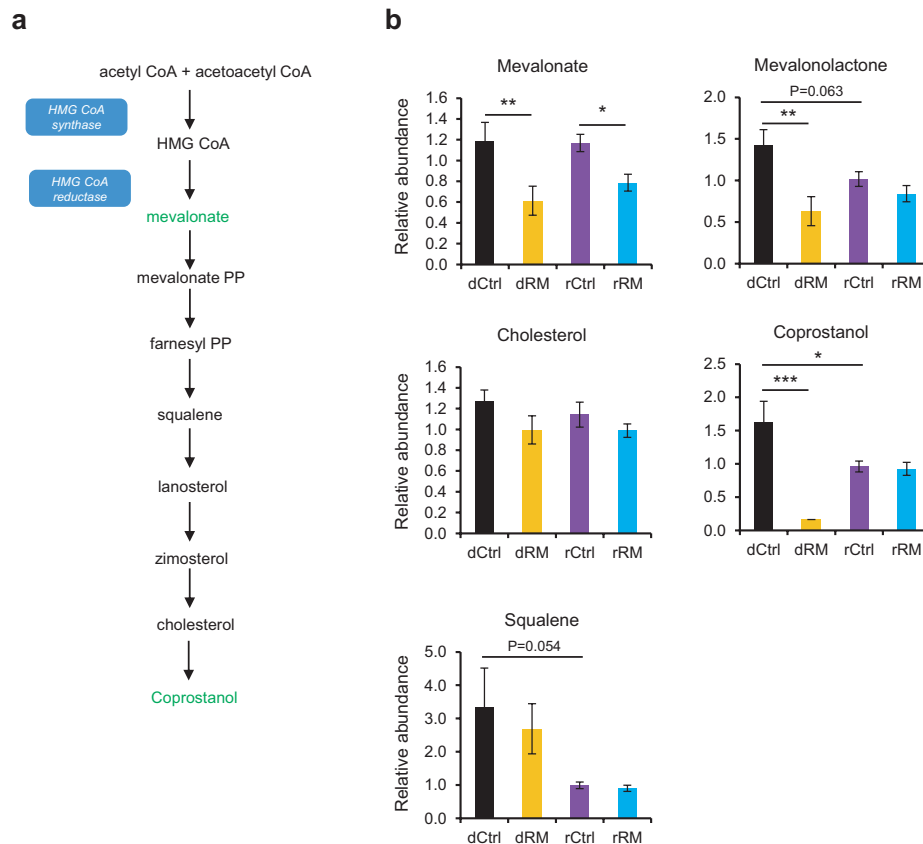 a
acetyl CoA + acetoacetyl CoA
HMG CoA
synthase
HMG CoA
HMG CoA
reductase
mevalonate
mevalonate PP
farnesyl PP
squalene
lanosterol
zimosterol
cholesterol
Coprostanol
b
Mevalonate
Relative abundance
1.6
1.4
1.2
1.0
0.8
0.6
0.4
0.2
0.0
**
*
dCtrl dRM rCtrl rRM
Mevalonolactone
P=0.063
**
2.0
1.5
1.0
0.5
0.0
dCtrl dRM rCtrl rRM
Cholesterol
Relative abundance
1.6
1.4
1.2
1.0
0.8
0.6
0.4
0.2
0.0
dCtrl dRM rCtrl rRM
Coprostanol
*
***
2.5
2.0
1.5
1.0
0.5
0.0
dCtrl dRM rCtrl rRM
Squalene
P=0.054
Relative abundance
5.0
4.0
3.0
2.0
1.0
0.0
dCtrl dRM rCtrl rRM